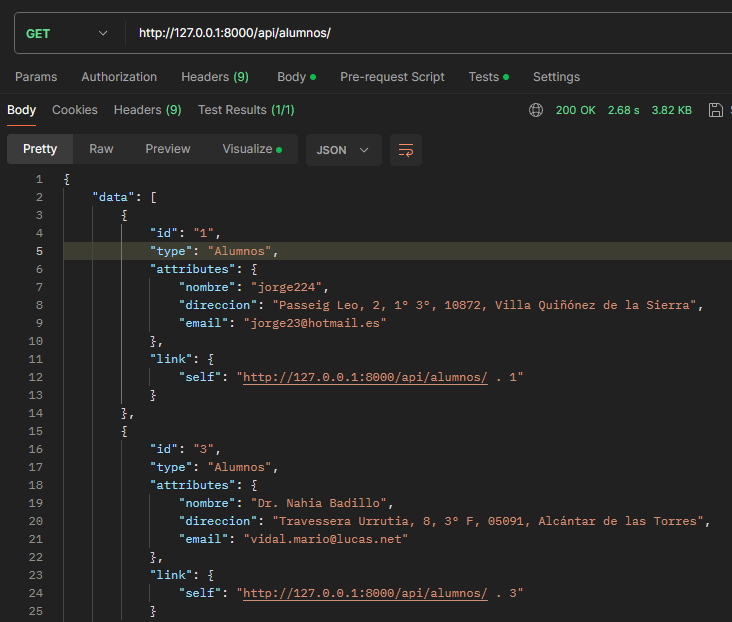 GET http://127.0.0.1:8000/api/alumnos/
Params Authorization Headers (9) Body Pre-request Script Tests Settings
Body Cookies Headers (9) Test Results (1/1) 200 OK 2.68 s 3.82 KB
Pretty Raw Preview Visualize JSON
1 {
2 "data": [
3 {
4 "id": "1",
5 "type": "Alumnos",
6 "attributes": {
7 "nombre": "jorge224",
8 "direccion": "Passeig Leo, 2, 1º 3º, 10872, Villa Quiñónez de la Sierra",
9 "email": "jorge23@hotmail.es"
10 },
11 "link": {
12 "self": "http://127.0.0.1:8000/api/alumnos/ . 1"
13 }
14 },
15 {
16 "id": "3",
17 "type": "Alumnos",
18 "attributes": {
19 "nombre": "Dr. Nahia Badillo",
20 "direccion": "Travessera Urrutia, 8, 3º F, 05091, Alcántar de las Torres",
21 "email": "vidal.mario@lucas.net"
22 },
23 "link": {
24 "self": "http://127.0.0.1:8000/api/alumnos/ . 3"
25 }